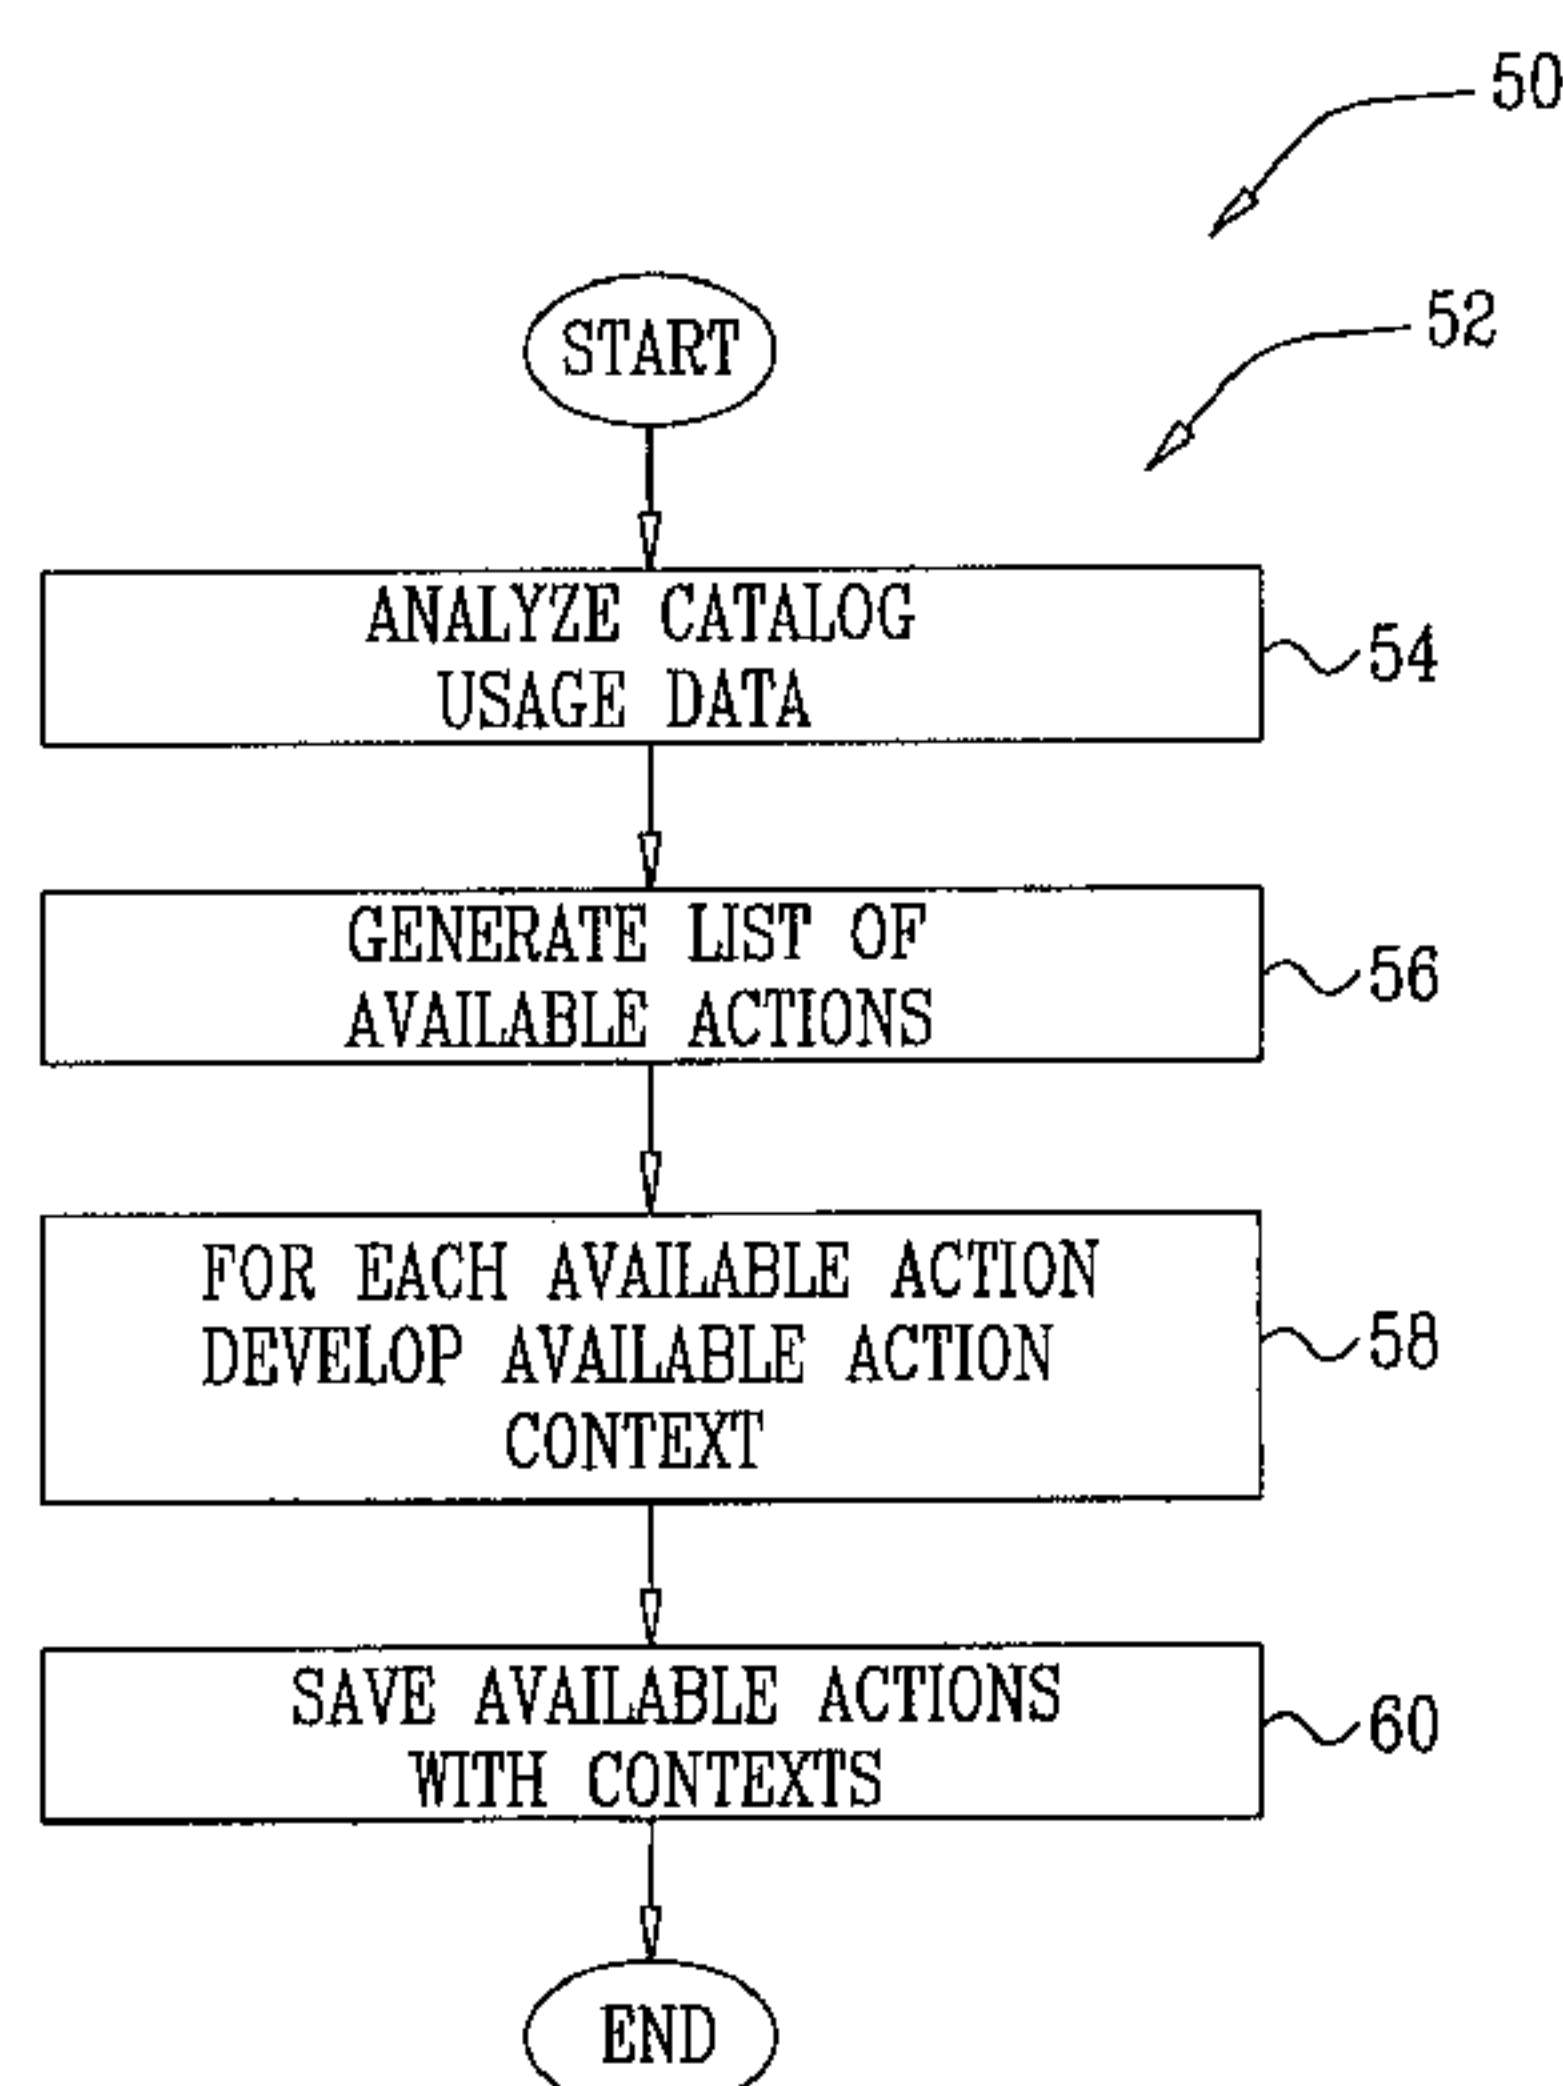 50
52
START
ANALYZE CATALOG
USAGE DATA
54
GENERATE LIST OF
AVAILABLE ACTIONS
56
FOR EACH AVAILABLE ACTION
DEVELOP AVAILABLE ACTION
CONTEXT
58
SAVE AVAILABLE ACTIONS
WITH CONTEXTS
60
END